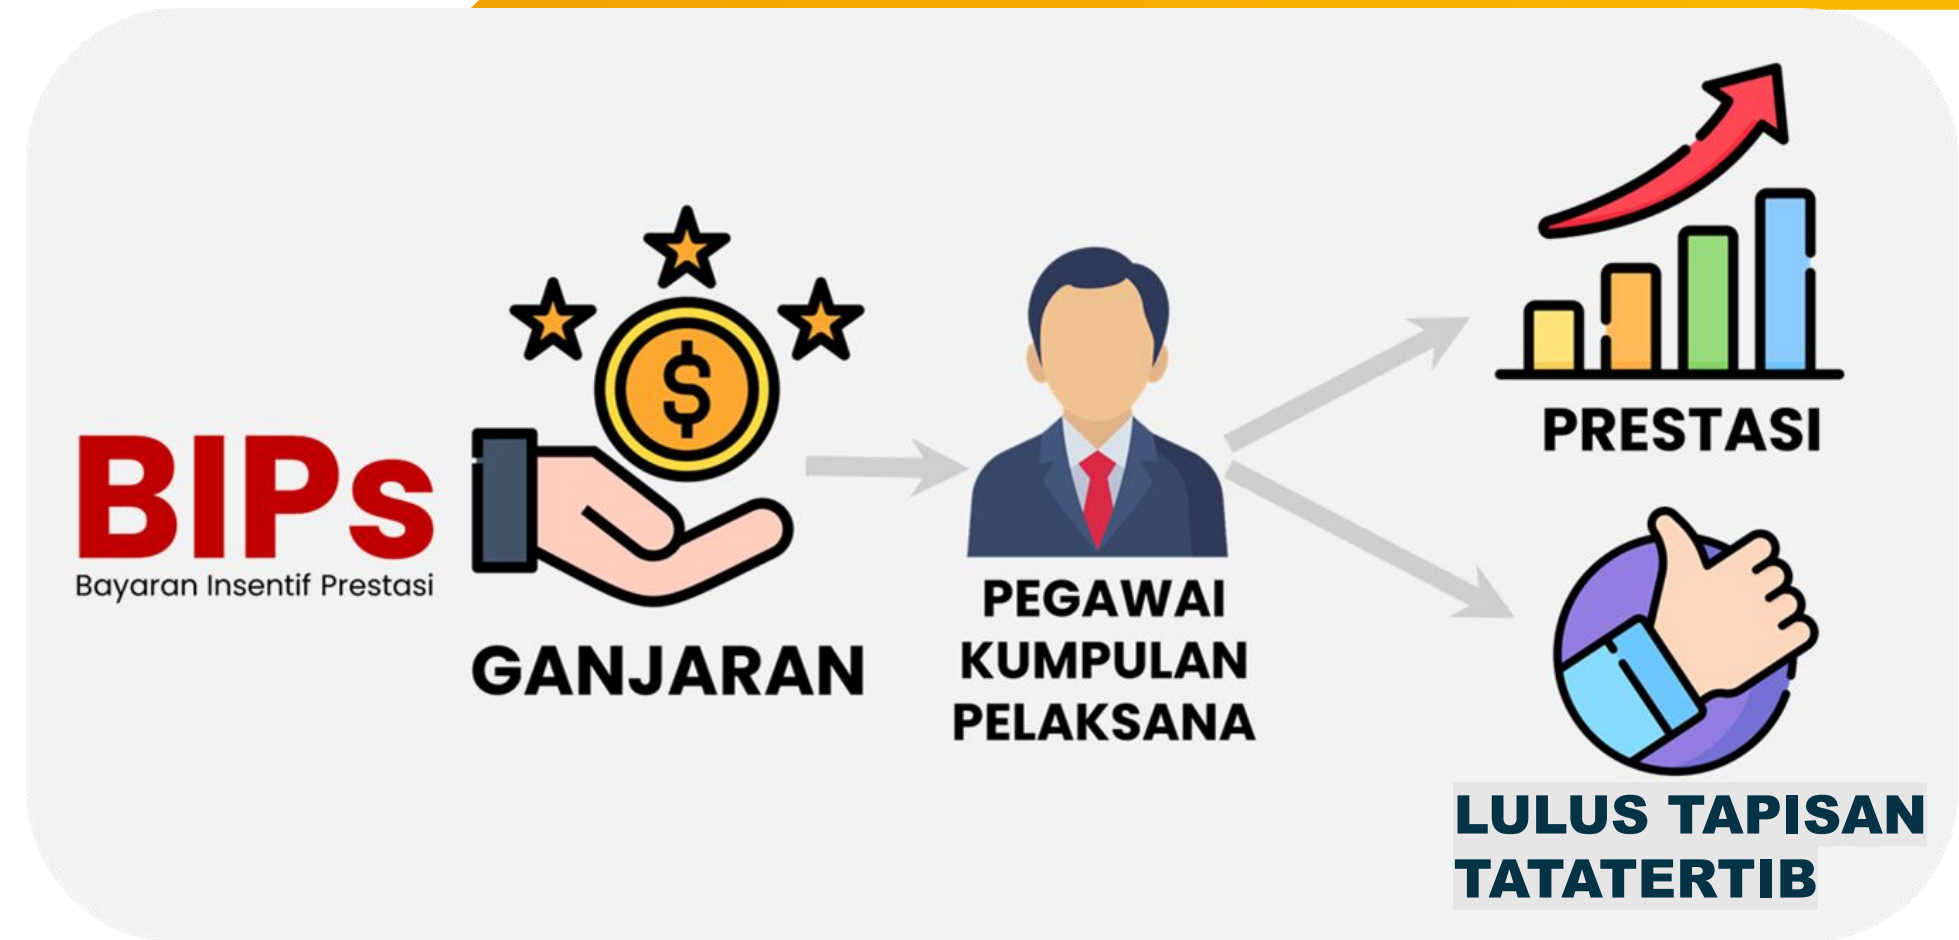 BIPs
Bayaran Insentif Prestasi
$
GANJARAN
PEGAWAI
KUMPULAN
PELAKSANA
PRESTASI
LULUS TAPISAN
TATATERTIB